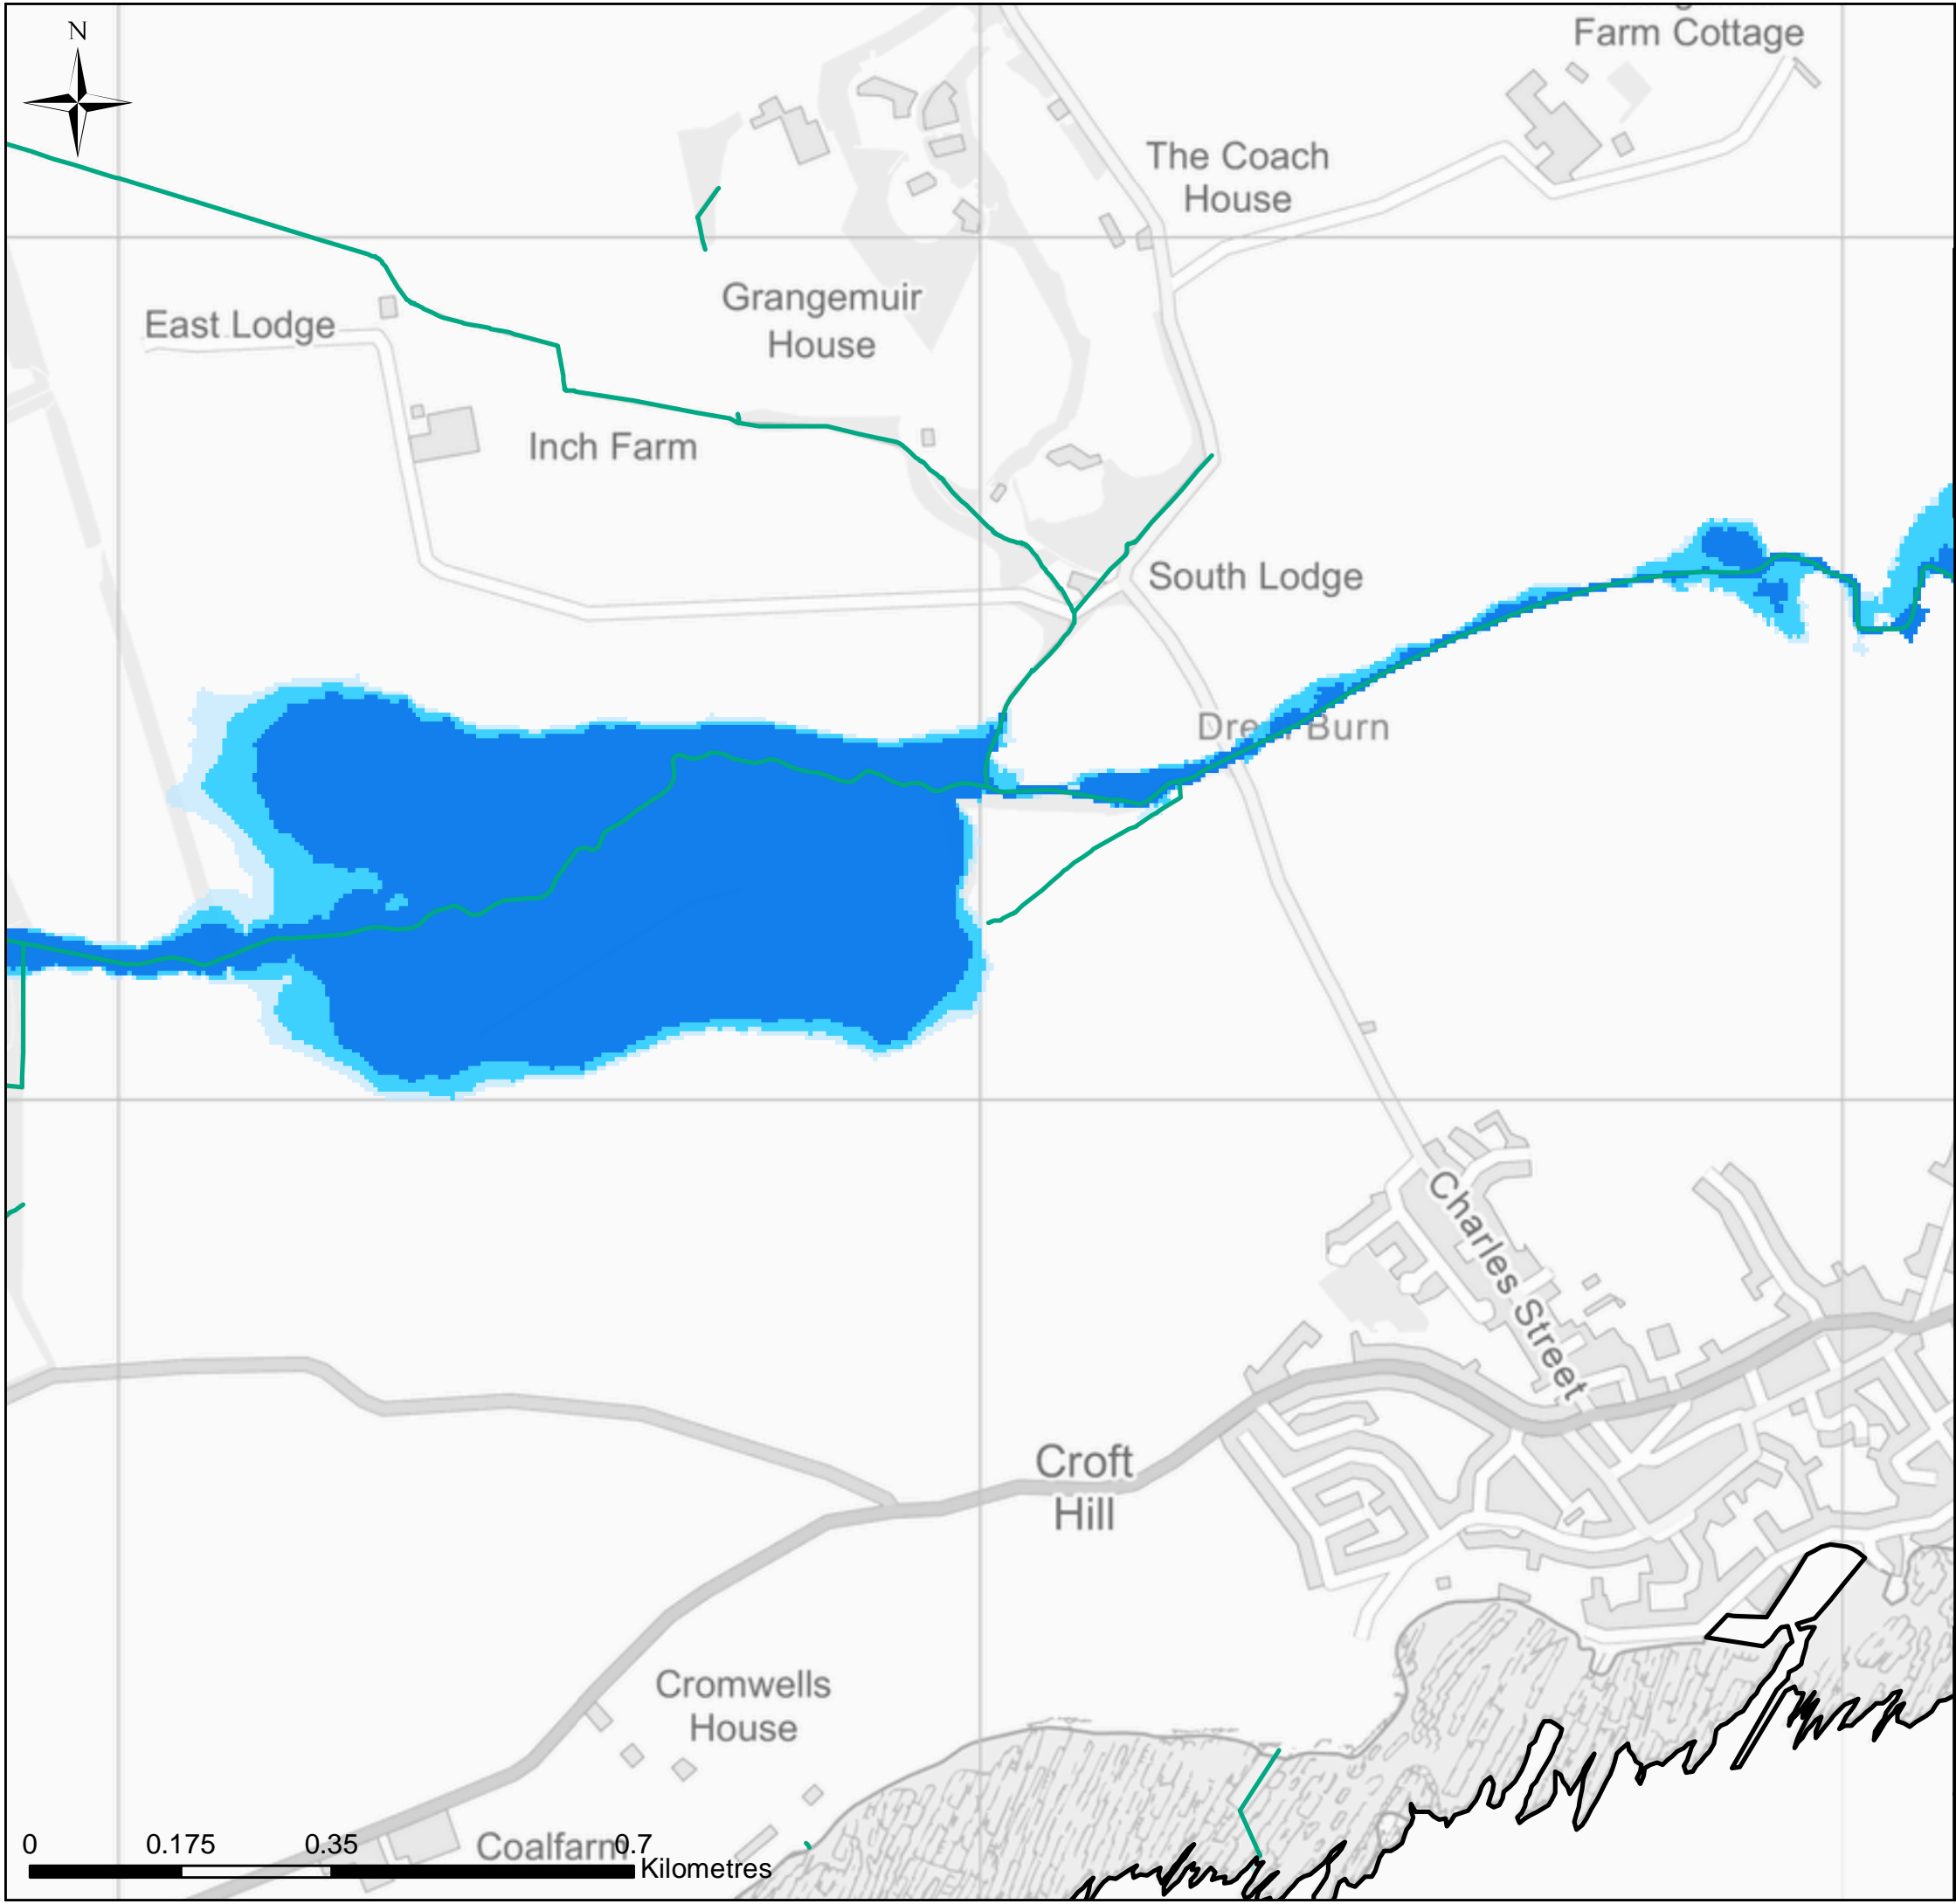 N
Farm Cottage
The Coach
House
Grangemuir
House
East Lodge
Inch Farm
South Lodge
Burn
Charles Street
Croft
Hill
Cromwells
House
Coalfarm
0 0.175 0.35 0.7
Kilometres